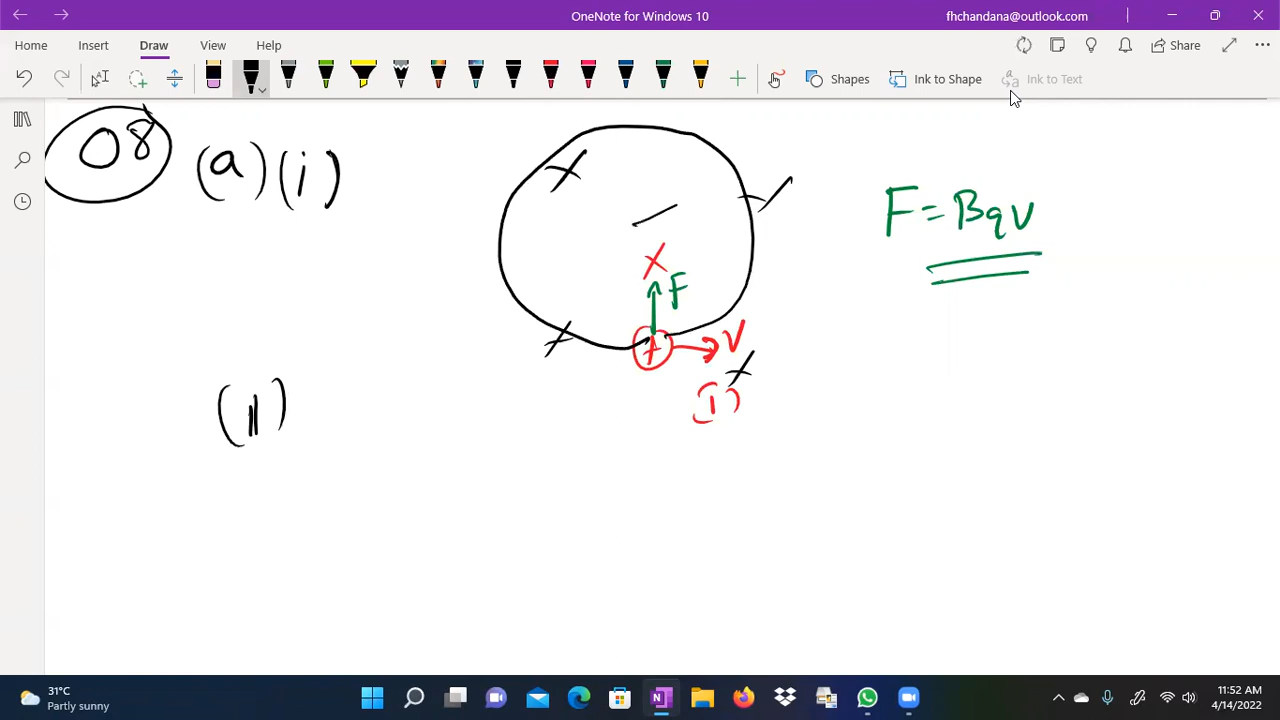 OneNote for Windows 10
fhchandana@outlook.com
Home Insert Draw View Help
Share
Shapes
Ink to Shape
Ink to Text
08
(a)(i)
F = Bqv
F
V
(I)
(II)
31°C
Partly sunny
11:52 AM
4/14/2022